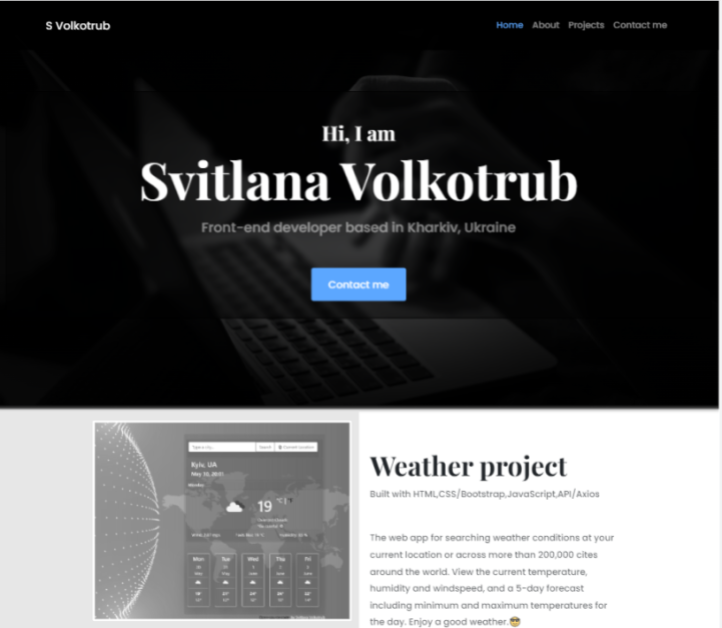 S Volkotrub
Home About Projects Contact me
Hi, I am
Svitlana Volkotrub
Front-end developer based in Kharkiv, Ukraine
Contact me
Weather project
Built with HTML,CSS/Bootstrap,JavaScript,API/Axios
The web app for searching weather conditions at your
current location or across more than 200,000 cites
around the world. View the current temperature,
humidity and windspeed, and a 5-day forecast
including minimum and maximum temperatures for
the day. Enjoy a good weather.😎
Search Current location
Kyiv, UA
19
Mon Tue Wed Thu Fri